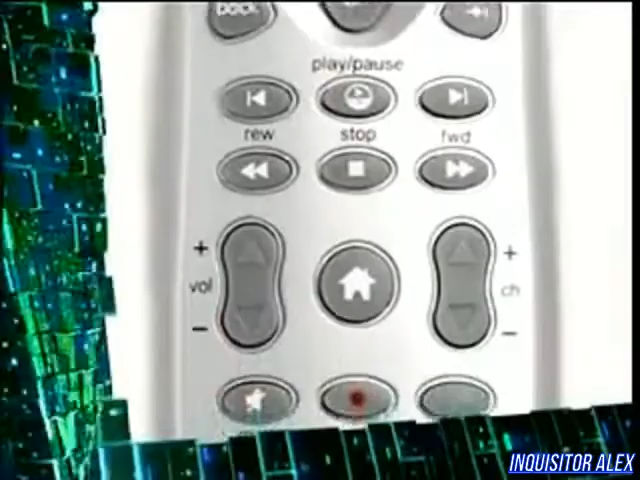 back
play/pause
rew stop fwd
+ +
vol ch
- -
INQUISITOR ALEX